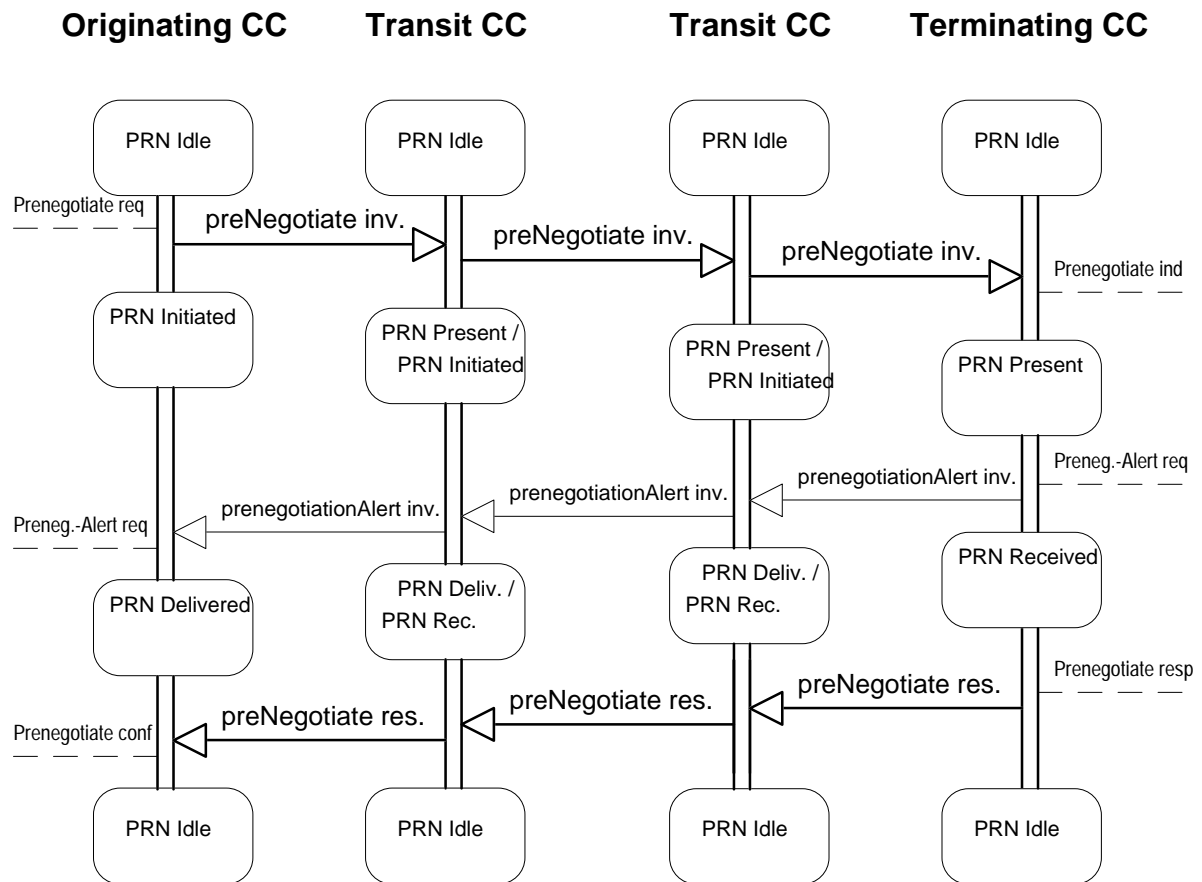 Originating CC
Transit CC
Transit CC
Terminating CC
PRN Idle
PRN Idle
PRN Idle
PRN Idle
Prenegotiate req
preNegotiate inv.
preNegotiate inv.
preNegotiate inv.
Prenegotiate ind
PRN Initiated
PRN Present /
PRN Initiated
PRN Present /
PRN Initiated
PRN Present
Preneg.-Alert req
prenegotiationAlert inv.
prenegotiationAlert inv.
prenegotiationAlert inv.
Preneg.-Alert req
PRN Received
PRN Deliv. /
PRN Rec.
PRN Deliv. /
PRN Rec.
PRN Delivered
Prenegotiate resp
preNegotiate res.
preNegotiate res.
preNegotiate res.
Prenegotiate conf
PRN Idle
PRN Idle
PRN Idle
PRN Idle